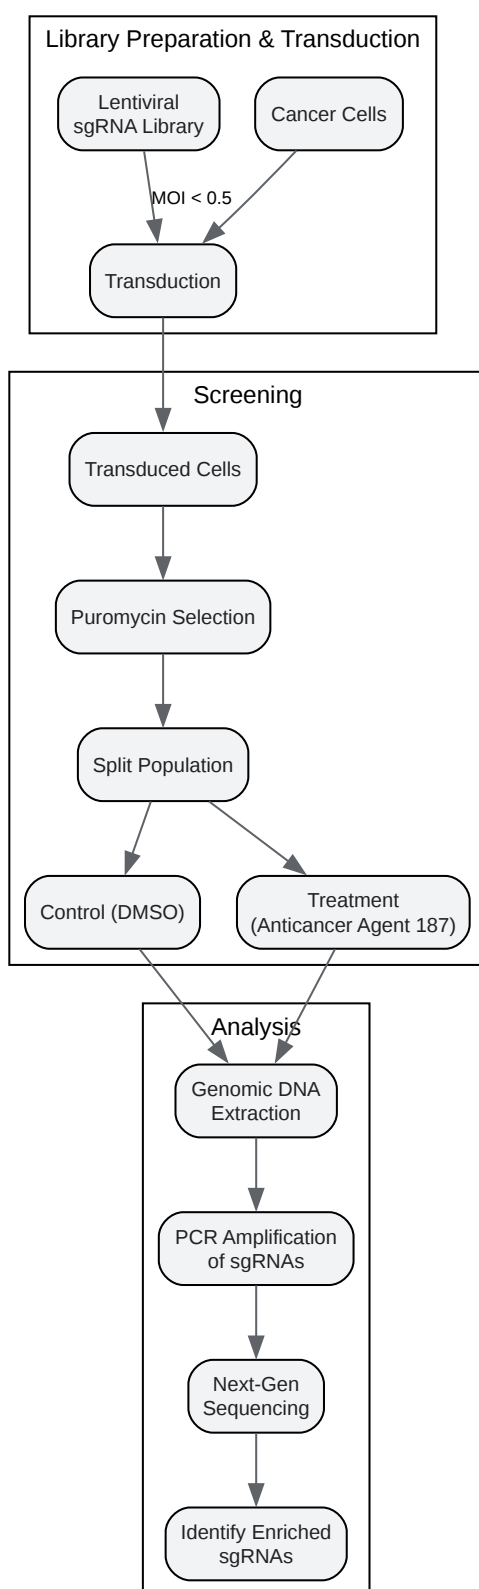 Library Preparation & Transduction
Lentiviral
sgRNA Library
Cancer Cells
MOI < 0.5
Transduction
Screening
Transduced Cells
Puromycin Selection
Split Population
Control (DMSO)
Treatment
(Anticancer Agent 187)
Analysis
Genomic DNA
Extraction
PCR Amplification
of sgRNAs
Next-Gen
Sequencing
Identify Enriched
sgRNAs